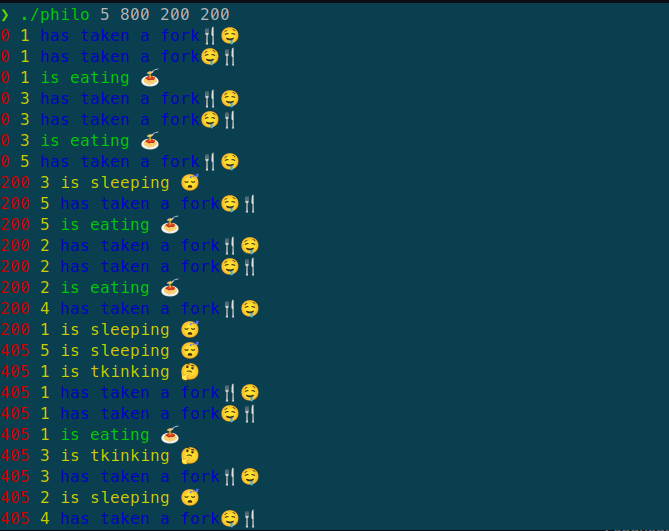 ❯ ./philo 5 800 200 200
0 1 has taken a fork🍴🤤
0 1 has taken a fork🤤🍴
0 1 is eating 🍝
0 3 has taken a fork🍴🤤
0 3 has taken a fork🤤🍴
0 3 is eating 🍝
0 5 has taken a fork🍴🤤
200 3 is sleeping 😴
200 5 has taken a fork🤤🍴
200 5 is eating 🍝
200 2 has taken a fork🍴🤤
200 2 has taken a fork🤤🍴
200 2 is eating 🍝
200 4 has taken a fork🍴🤤
200 1 is sleeping 😴
405 5 is sleeping 😴
405 1 is tkinking 🤔
405 1 has taken a fork🍴🤤
405 1 has taken a fork🤤🍴
405 1 is eating 🍝
405 3 is tkinking 🤔
405 3 has taken a fork🍴🤤
405 2 is sleeping 😴
405 4 has taken a fork🤤🍴